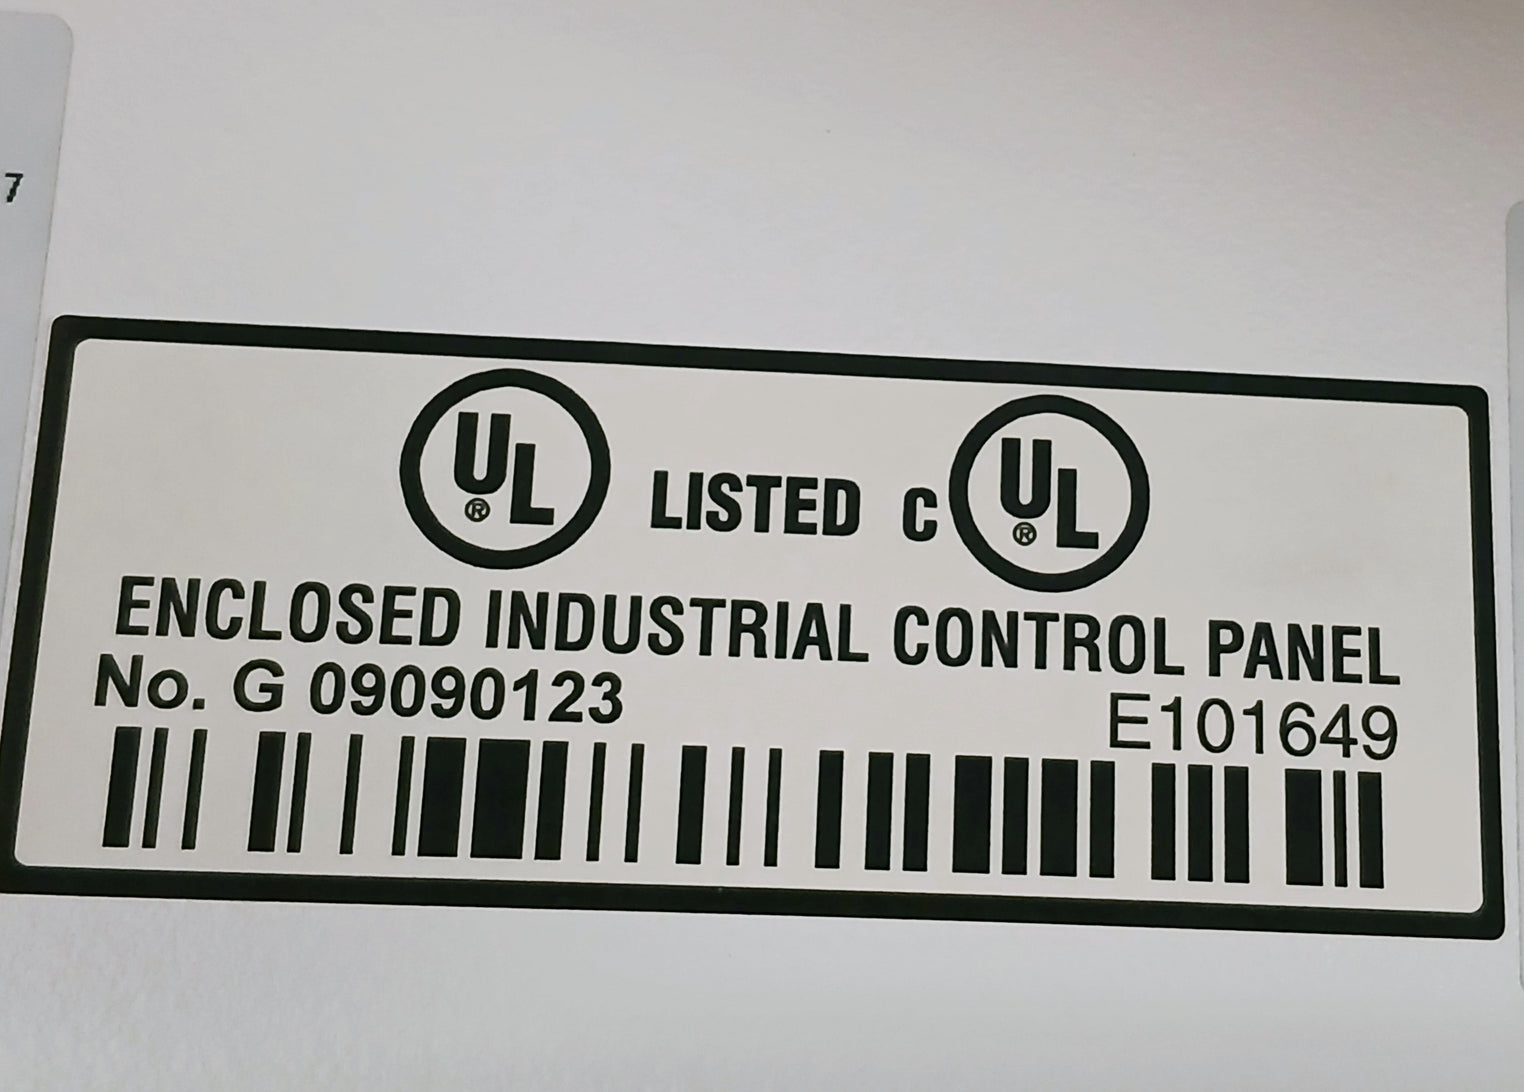 7
UL® LISTED C UL®
ENCLOSED INDUSTRIAL CONTROL PANEL
No. G 09090123 E101649